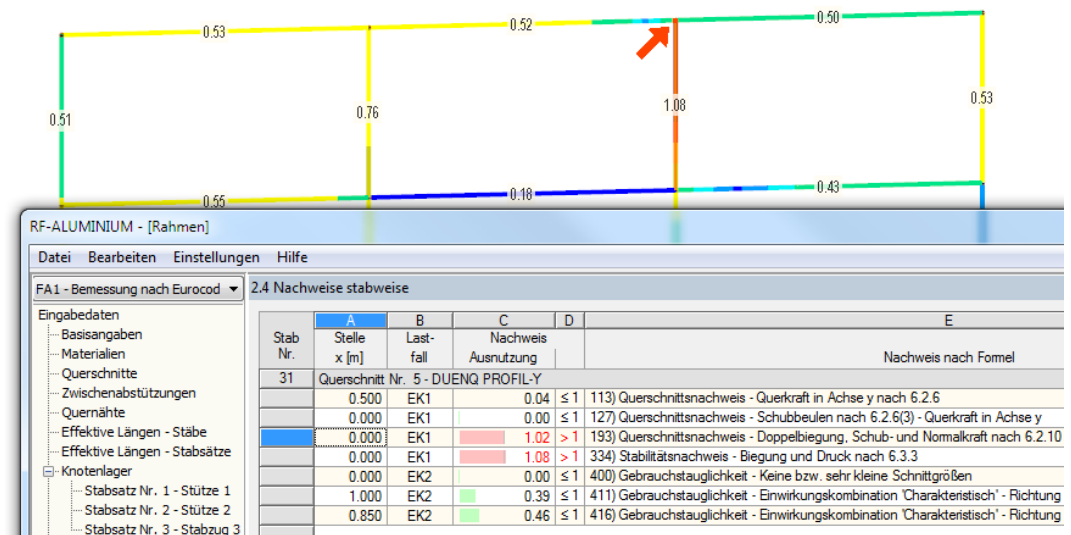 0.53
0.52
0.50
0.51
0.76
1.08
0.53
0.55
0.18
0.43
RF-ALUMINIUM - [Rahmen]
Datei Bearbeiten Einstellungen Hilfe
FA1 - Bemessung nach Eurocod
2.4 Nachweise stabweise
Eingabedaten
Basisangaben
Materialien
Querschnitte
Zwischenabstützungen
Quernähte
Effektive Längen - Stäbe
Effektive Längen - Stabsätze
Knotenlager
Stabsatz Nr. 1 - Stütze 1
Stabsatz Nr. 2 - Stütze 2
Stabsatz Nr. 3 - Stabzug 3
A B C D E
Stab Stelle Last- Nachweis
Nr. x [m] fall Ausnutzung Nachweis nach Formel
31 Querschnitt Nr. 5 - DUENQ PROFIL-Y
0.500 EK1 0.04 ≤ 1 113) Querschnittsnachweis - Querkraft in Achse y nach 6.2.6
0.000 EK1 0.00 ≤ 1 127) Querschnittsnachweis - Schubbeulen nach 6.2.6(3) - Querkraft in Achse y
0.000 EK1 1.02 > 1 193) Querschnittsnachweis - Doppelbiegung, Schub- und Normalkraft nach 6.2.10
0.000 EK1 1.08 > 1 334) Stabilitätsnachweis - Biegung und Druck nach 6.3.3
0.000 EK2 0.00 ≤ 1 400) Gebrauchstauglichkeit - Keine bzw. sehr kleine Schnittgrößen
1.000 EK2 0.39 ≤ 1 411) Gebrauchstauglichkeit - Einwirkungskombination 'Charakteristisch' - Richtung
0.850 EK2 0.46 ≤ 1 416) Gebrauchstauglichkeit - Einwirkungskombination 'Charakteristisch' - Richtung